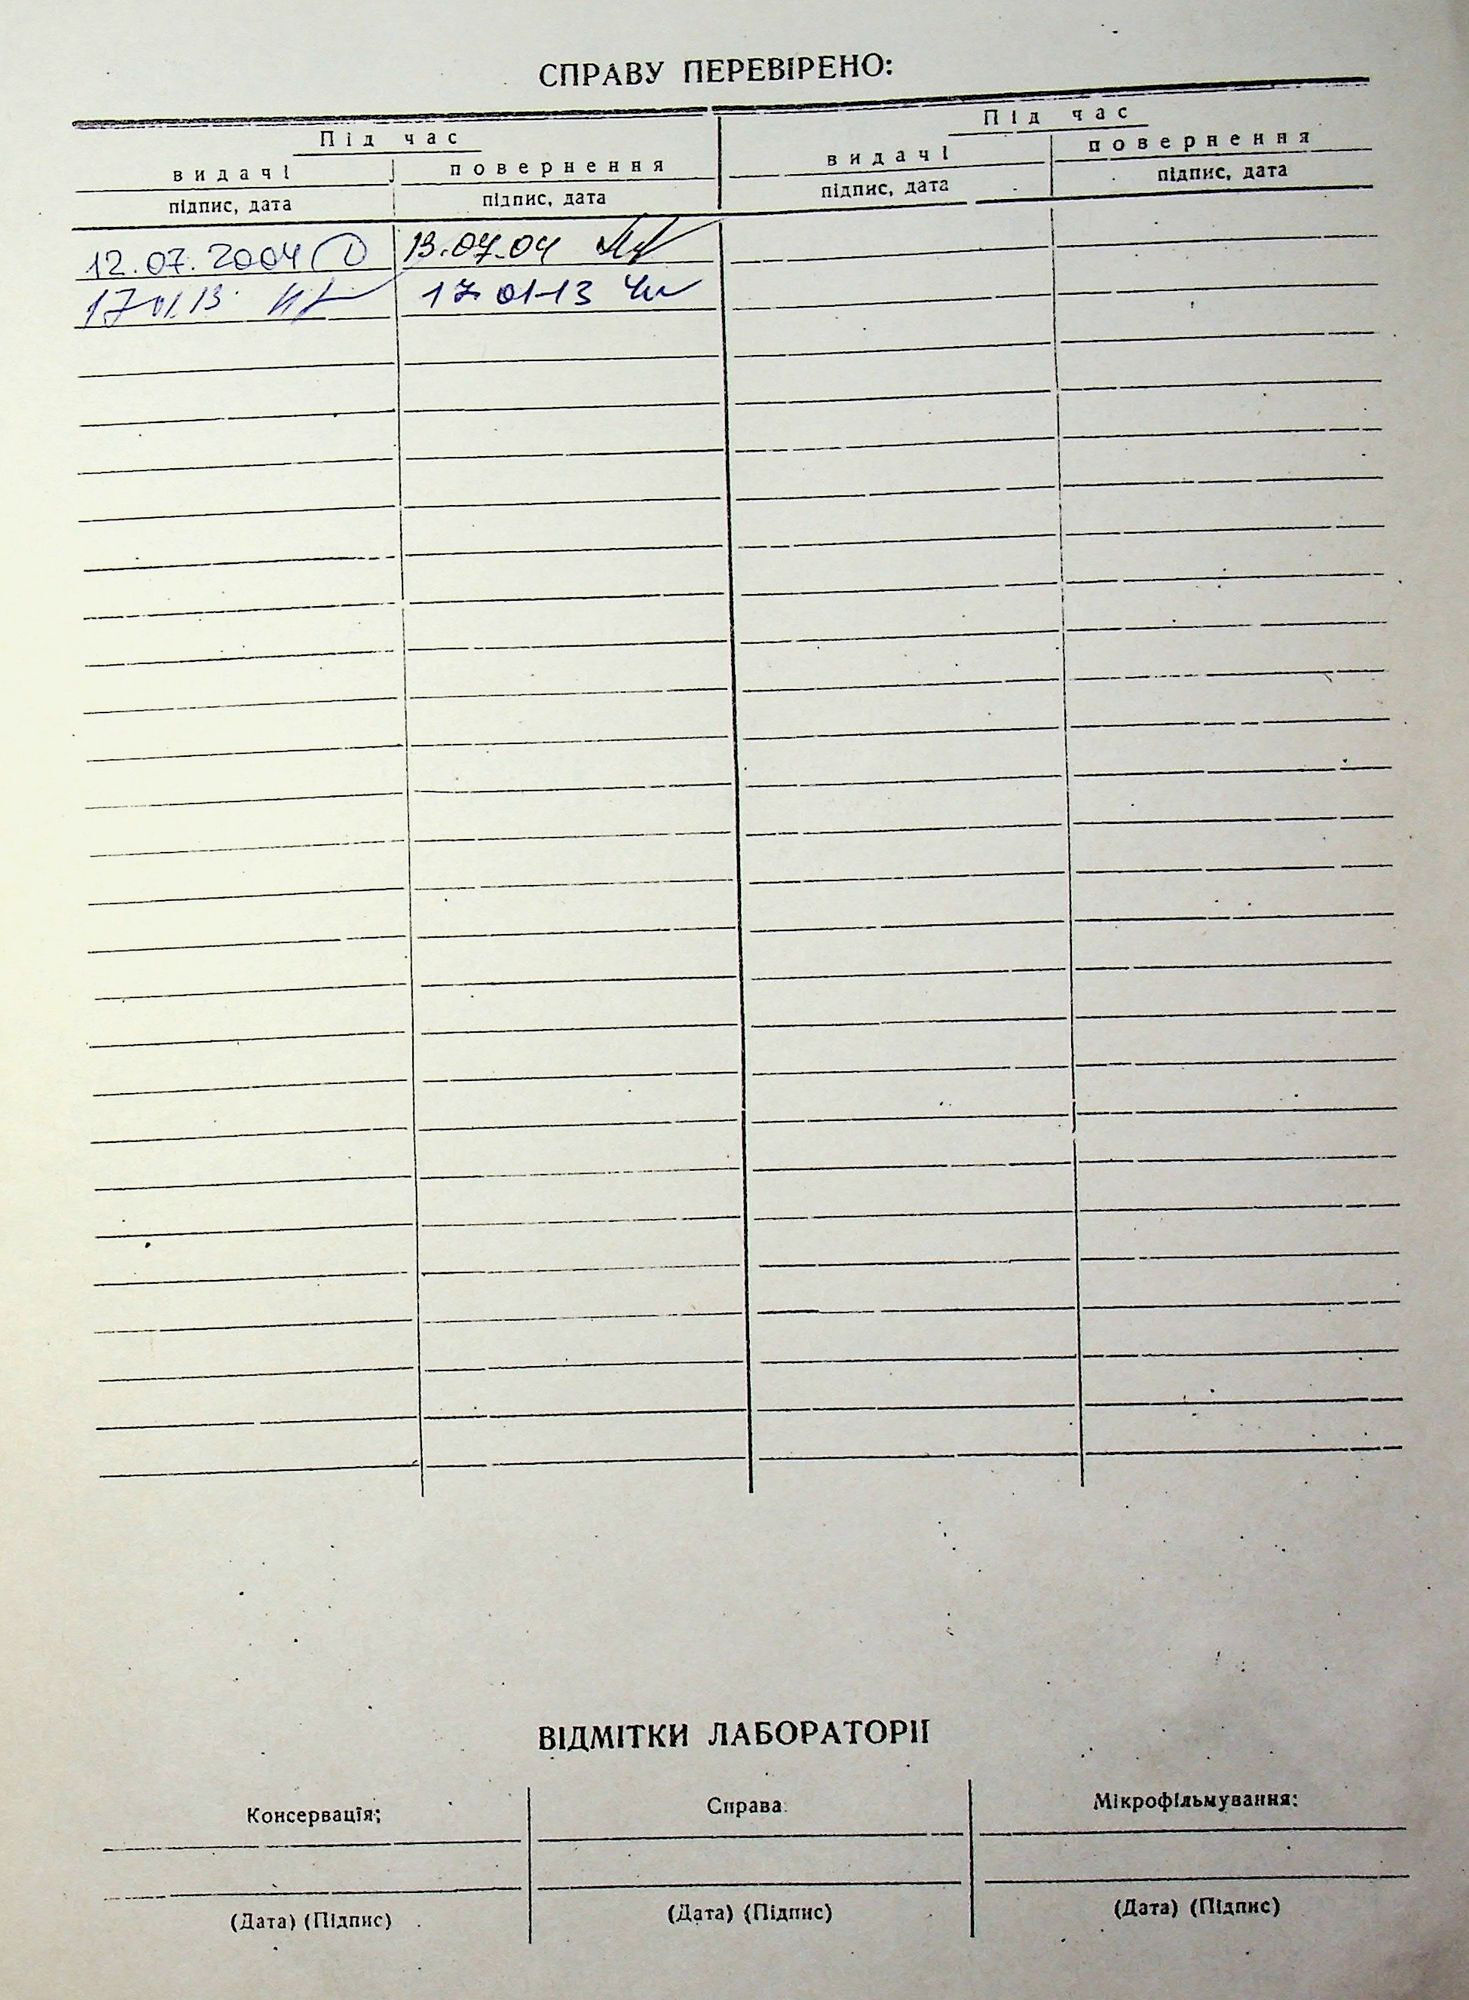 СПРАВУ ПЕРЕВІРЕНО:
Під час Під час
видачі повернення видачі повернення
підпис, дата підпис, дата підпис, дата підпис, дата
12.07.2004 13.07.04
17 01 13 17 01-13
ВІДМІТКИ ЛАБОРАТОРІІ
Консервація; Справа: Мікрофільмування:
(Дата) (Підпис) (Дата) (Підпис) (Дата) (Підпис)